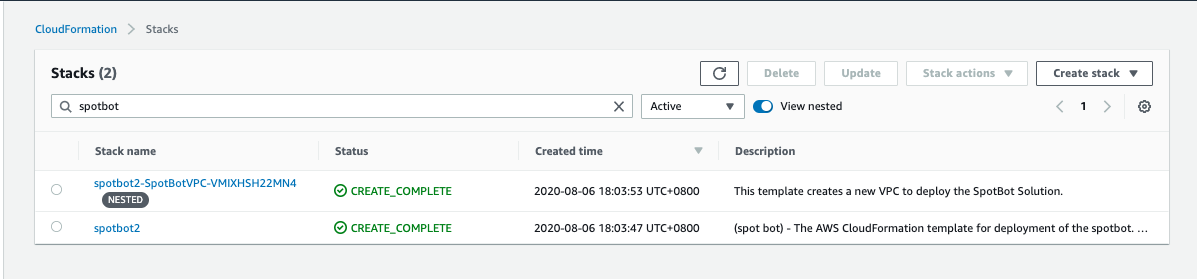 CloudFormation > Stacks
Stacks (2)
Delete
Update
Stack actions
Create stack
spotbot
Active
View nested
1
Stack name Status Created time Description
spotbot2-SpotBotVPC-VMIXHSH22MN4 CREATE_COMPLETE 2020-08-06 18:03:53 UTC+0800 This template creates a new VPC to deploy the SpotBot Solution.
NESTED
spotbot2 CREATE_COMPLETE 2020-08-06 18:03:47 UTC+0800 (spot bot) - The AWS CloudFormation template for deployment of the spotbot. ...